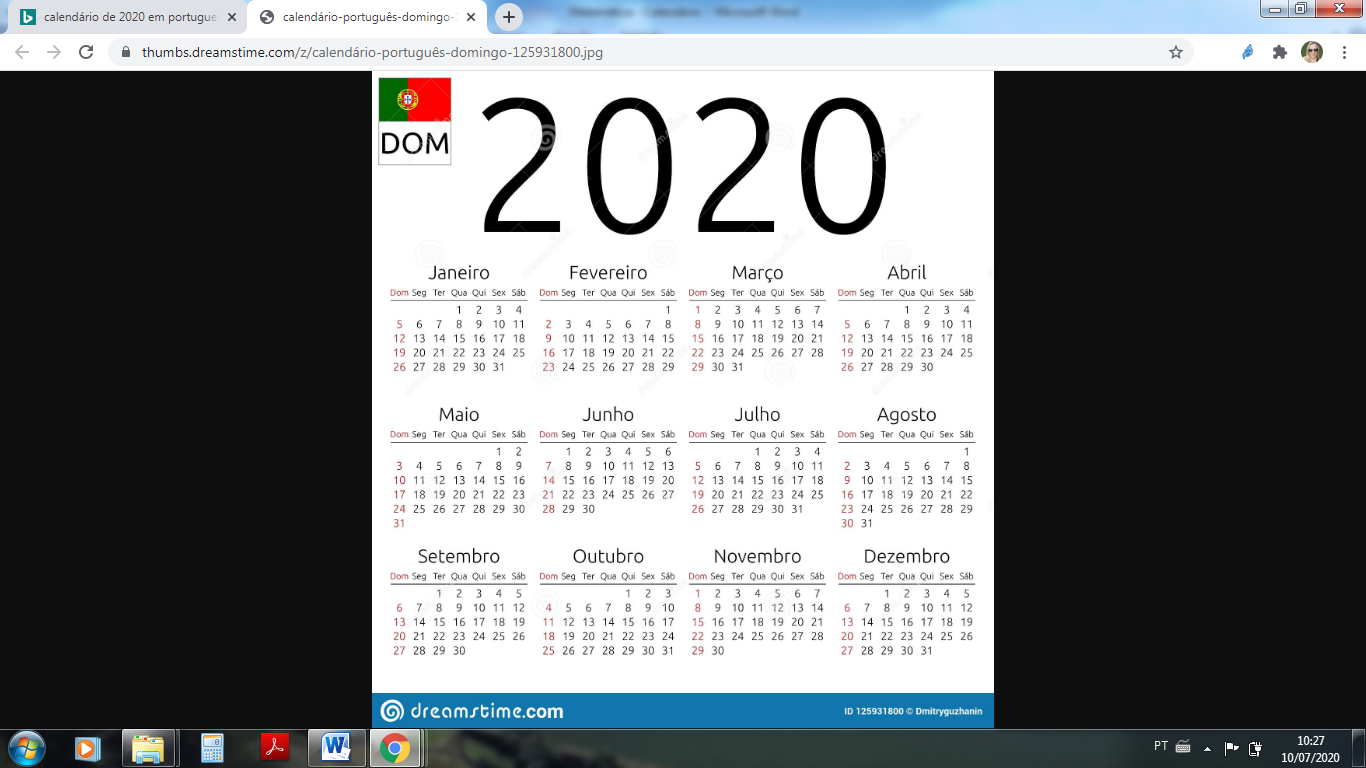 calendário de 2020 em portugue
calendário-português-domingo-
thumbs.dreamstime.com/z/calendário-português-domingo-125931800.jpg
DOM
2020
Janeiro Fevereiro Março Abril
Dom Seg Ter Qua Qui Sex Sáb Dom Seg Ter Qua Qui Sex Sáb Dom Seg Ter Qua Qui Sex Sáb Dom Seg Ter Qua Qui Sex Sáb
1 2 3 4 1 1 2 3 4 5 6 7 1 2 3 4
5 6 7 8 9 10 11 2 3 4 5 6 7 8 8 9 10 11 12 13 14 5 6 7 8 9 10 11
12 13 14 15 16 17 18 9 10 11 12 13 14 15 15 16 17 18 19 20 21 12 13 14 15 16 17 18
19 20 21 22 23 24 25 16 17 18 19 20 21 22 22 23 24 25 26 27 28 19 20 21 22 23 24 25
26 27 28 29 30 31 23 24 25 26 27 28 29 29 30 31 26 27 28 29 30
Maio Junho Julho Agosto
Dom Seg Ter Qua Qui Sex Sáb Dom Seg Ter Qua Qui Sex Sáb Dom Seg Ter Qua Qui Sex Sáb Dom Seg Ter Qua Qui Sex Sáb
1 2 1 2 3 4 5 6 1 2 3 4 1
3 4 5 6 7 8 9 7 8 9 10 11 12 13 5 6 7 8 9 10 11 2 3 4 5 6 7 8
10 11 12 13 14 15 16 14 15 16 17 18 19 20 12 13 14 15 16 17 18 9 10 11 12 13 14 15
17 18 19 20 21 22 23 21 22 23 24 25 26 27 19 20 21 22 23 24 25 16 17 18 19 20 21 22
24 25 26 27 28 29 30 28 29 30 26 27 28 29 30 31 23 24 25 26 27 28 29
31 30 31
Setembro Outubro Novembro Dezembro
Dom Seg Ter Qua Qui Sex Sáb Dom Seg Ter Qua Qui Sex Sáb Dom Seg Ter Qua Qui Sex Sáb Dom Seg Ter Qua Qui Sex Sáb
1 2 3 4 5 1 2 3 1 2 3 4 5 6 7 1 2 3 4 5
6 7 8 9 10 11 12 4 5 6 7 8 9 10 8 9 10 11 12 13 14 6 7 8 9 10 11 12
13 14 15 16 17 18 19 11 12 13 14 15 16 17 15 16 17 18 19 20 21 13 14 15 16 17 18 19
20 21 22 23 24 25 26 18 19 20 21 22 23 24 22 23 24 25 26 27 28 20 21 22 23 24 25 26
27 28 29 30 25 26 27 28 29 30 31 29 30 27 28 29 30 31
dreamstime.com ID 125931800 © Dmitryguzhanin
PT 10:27
10/07/2020